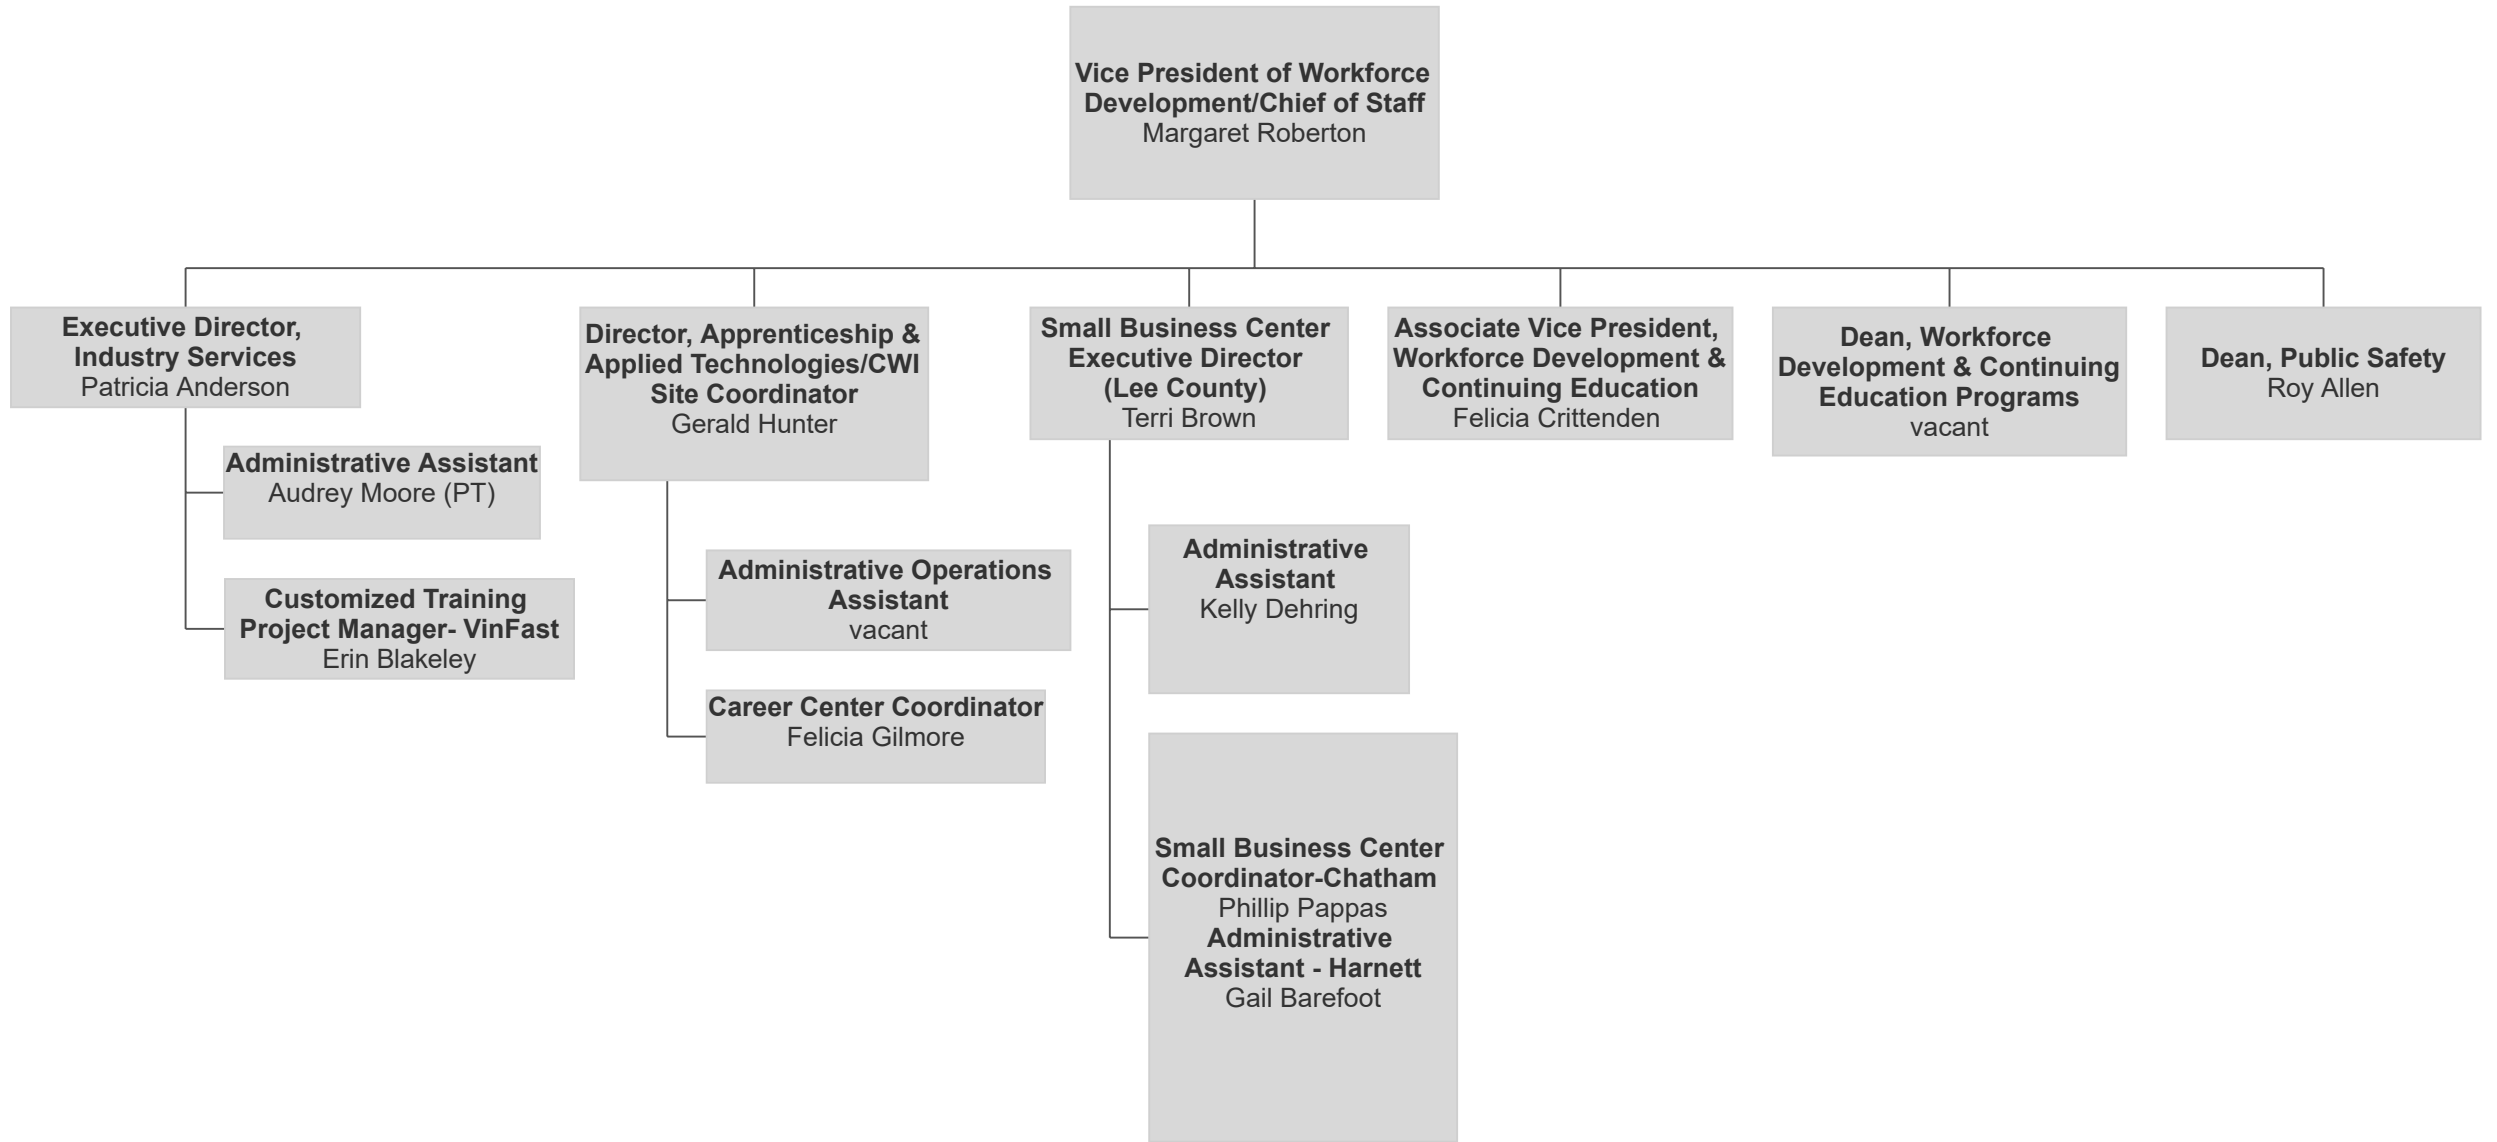 Vice President of Workforce
Development/Chief of Staff
Margaret Roberton
Executive Director,
Industry Services
Patricia Anderson
Administrative Assistant
Audrey Moore (PT)
Customized Training
Project Manager- VinFast
Erin Blakeley
Director, Apprenticeship &
Applied Technologies/CWI
Site Coordinator
Gerald Hunter
Administrative Operations
Assistant
vacant
Career Center Coordinator
Felicia Gilmore
Small Business Center
Executive Director
(Lee County)
Terri Brown
Administrative
Assistant
Kelly Dehring
Small Business Center
Coordinator-Chatham
Phillip Pappas
Administrative
Assistant - Harnett
Gail Barefoot
Associate Vice President,
Workforce Development &
Continuing Education
Felicia Crittenden
Dean, Workforce
Development & Continuing
Education Programs
vacant
Dean, Public Safety
Roy Allen